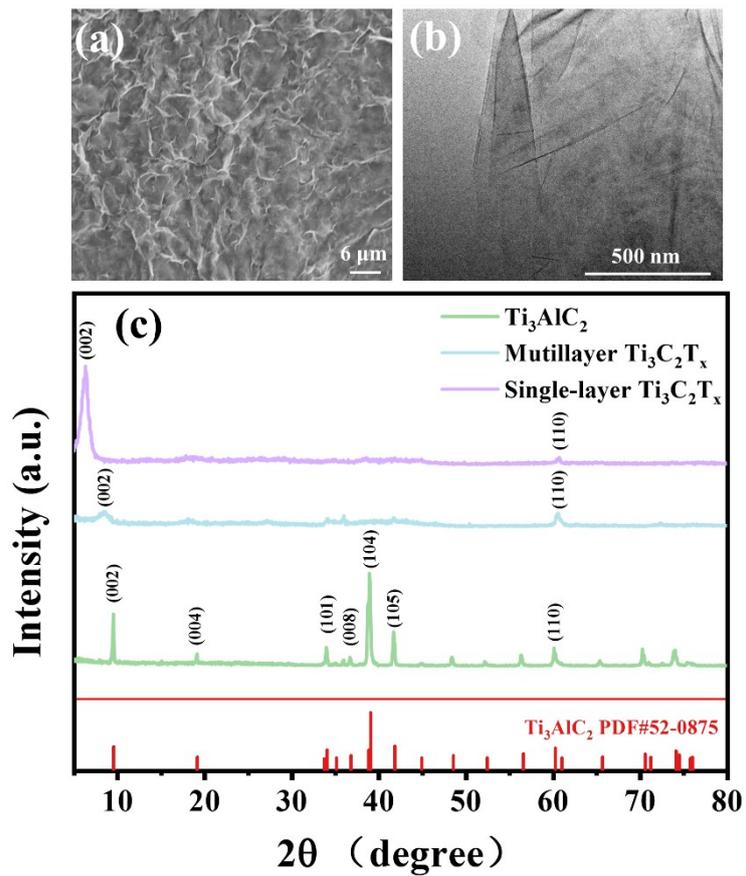 (a)
(b)
6 μm
500 nm
(c)
Ti₃AlC₂
Mutillayer Ti₃C₂Tₓ
Single-layer Ti₃C₂Tₓ
(002)
(110)
(002)
(110)
(002)
(004)
(101)
(008)
(104)
(105)
(110)
Ti₃AlC₂ PDF#52-0875
Intensity (a.u.)
10 20 30 40 50 60 70 80
2θ （degree）